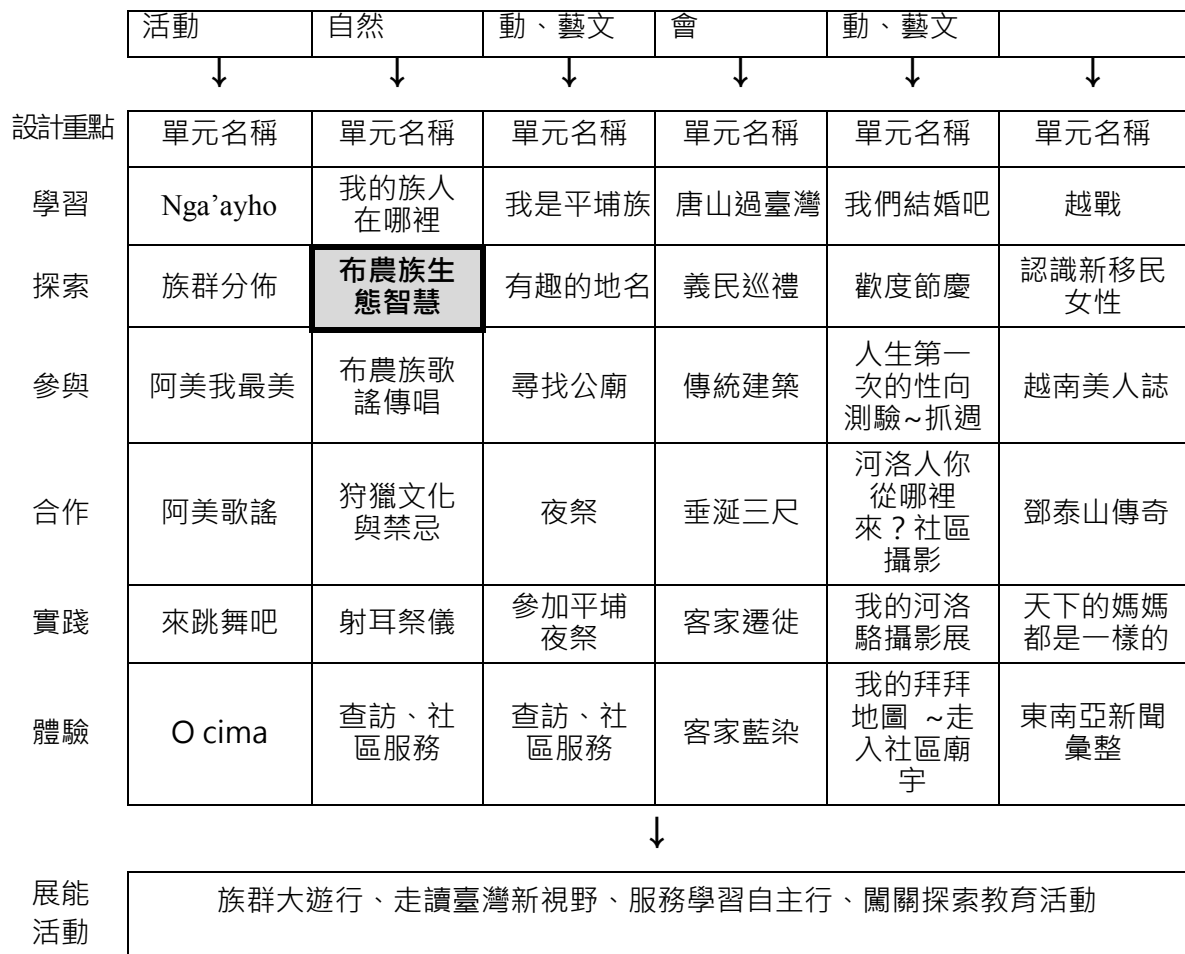 活動 自然 動、藝文 會 動、藝文
↓ ↓ ↓ ↓ ↓ ↓
設計重點 單元名稱 單元名稱 單元名稱 單元名稱 單元名稱 單元名稱
學習 Nga'ayho 我的族人在哪裡 我是平埔族 唐山過臺灣 我們結婚吧 越戰
探索 族群分佈 布農族生態智慧 有趣的地名 義民巡禮 歡度節慶 認識新移民女性
參與 阿美我最美 布農族歌謠傳唱 尋找公廟 傳統建築 人生第一次的性向測驗~抓週 越南美人誌
合作 阿美歌謠 狩獵文化與禁忌 夜祭 垂涎三尺 河洛人你從哪裡來？社區攝影 鄧泰山傳奇
實踐 來跳舞吧 射耳祭儀 參加平埔夜祭 客家遷徙 我的河洛駱攝影展 天下的媽媽都是一樣的
體驗 O cima 查訪、社區服務 查訪、社區服務 客家藍染 我的拜拜地圖 ~走入社區廟宇 東南亞新聞彙整
↓
展能活動 族群大遊行、走讀臺灣新視野、服務學習自主行、闖關探索教育活動